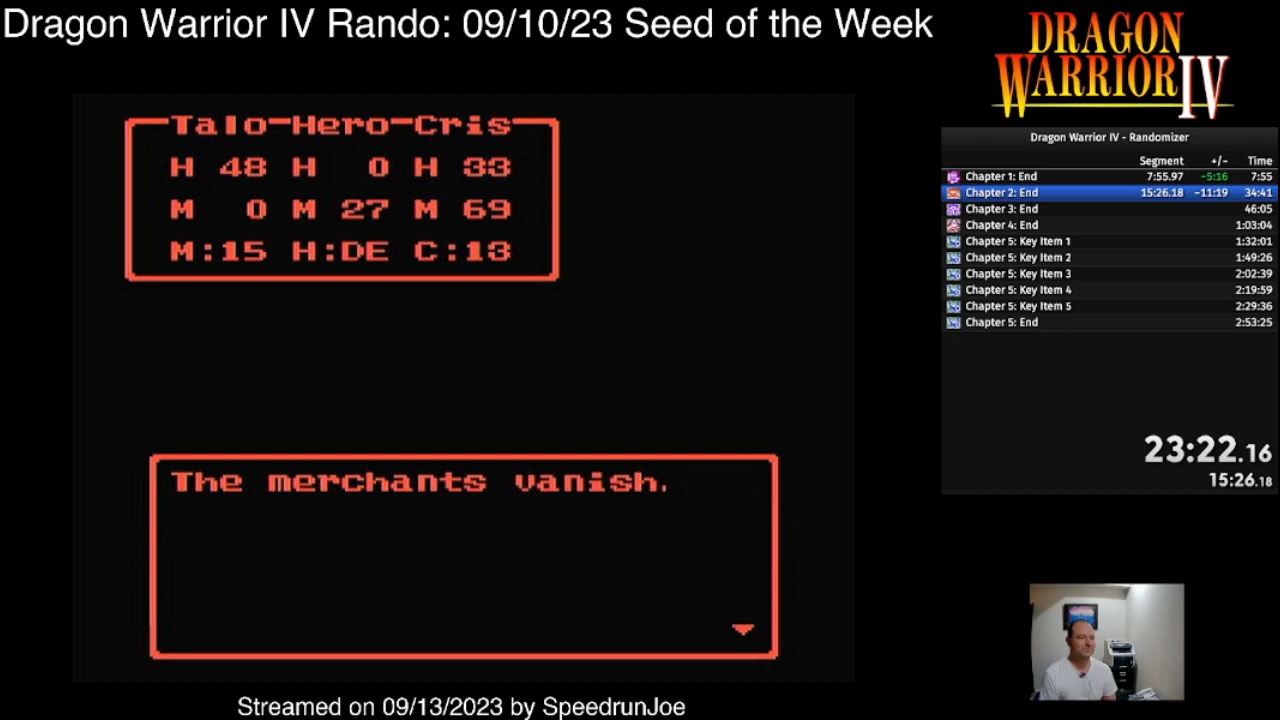 Dragon Warrior IV Rando: 09/10/23 Seed of the Week
DRAGON
WARRIOR IV
Talo-Hero-Cris
H 48 H 0 H 33
M 0 M 27 M 69
M:15 H:DE C:13
The merchants vanish.
Dragon Warrior IV - Randomizer
Segment +/- Time
Chapter 1: End 7:55.97 -5:16 7:55
Chapter 2: End 15:26.18 -11:19 34:41
Chapter 3: End 46:05
Chapter 4: End 1:03:04
Chapter 5: Key Item 1 1:32:01
Chapter 5: Key Item 2 1:49:26
Chapter 5: Key Item 3 2:02:39
Chapter 5: Key Item 4 2:19:59
Chapter 5: Key Item 5 2:29:36
Chapter 5: End 2:53:25
23:22.16
15:26.18
Streamed on 09/13/2023 by SpeedrunJoe